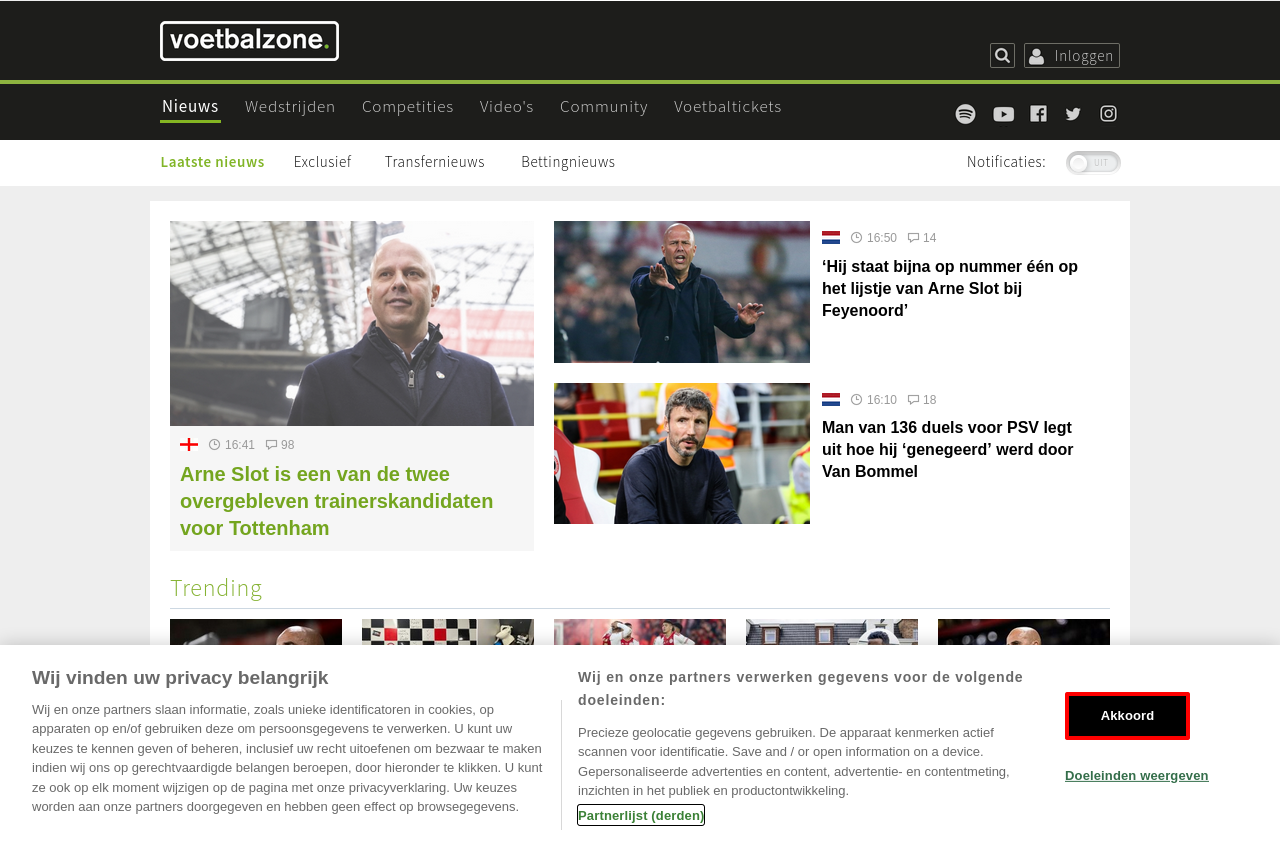 voetbalzone.
Inloggen
Nieuws Wedstrijden Competities Video's Community Voetbaltickets
Laatste nieuws Exclusief Transfernieuws Bettingnieuws Notificaties: UIT
16:41 98
Arne Slot is een van de twee
overgebleven trainerskandidaten
voor Tottenham
16:50 14
‘Hij staat bijna op nummer één op
het lijstje van Arne Slot bij
Feyenoord’
16:10 18
Man van 136 duels voor PSV legt
uit hoe hij ‘genegeerd’ werd door
Van Bommel
Trending
Wij vinden uw privacy belangrijk
Wij en onze partners slaan informatie, zoals unieke identificatoren in cookies, op
apparaten op en/of gebruiken deze om persoonsgegevens te verwerken. U kunt uw
keuzes te kennen geven of beheren, inclusief uw recht uitoefenen om bezwaar te maken
indien wij ons op gerechtvaardigde belangen beroepen, door hieronder te klikken. U kunt
ze ook op elk moment wijzigen op de pagina met onze privacyverklaring. Uw keuzes
worden aan onze partners doorgegeven en hebben geen effect op browsegegevens.
Wij en onze partners verwerken gegevens voor de volgende
doeleinden:
Precieze geolocatie gegevens gebruiken. De apparaat kenmerken actief
scannen voor identificatie. Save and / or open information on a device.
Gepersonaliseerde advertenties en content, advertentie- en contentmeting,
inzichten in het publiek en productontwikkeling.
Partnerlijst (derden)
Akkoord
Doeleinden weergeven